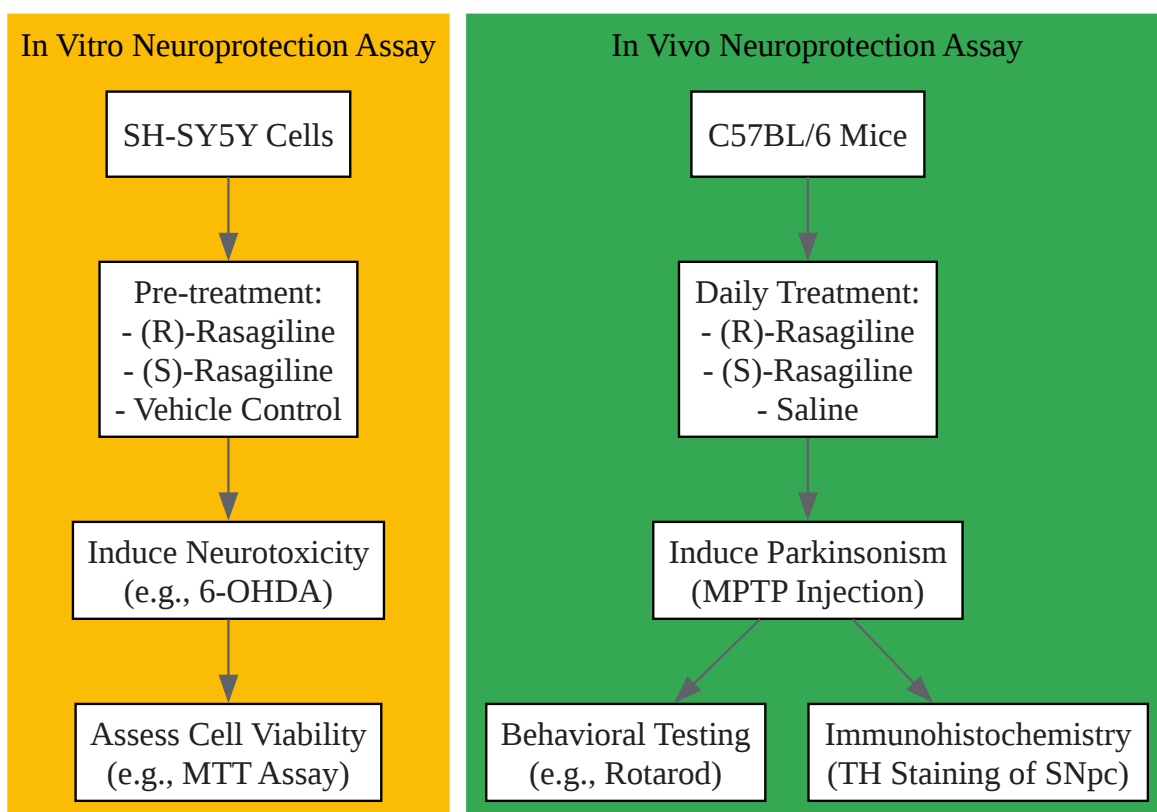 In Vitro Neuroprotection Assay
SH-SY5Y Cells
Pre-treatment:
- (R)-Rasagiline
- (S)-Rasagiline
- Vehicle Control
Induce Neurotoxicity
(e.g., 6-OHDA)
Assess Cell Viability
(e.g., MTT Assay)
In Vivo Neuroprotection Assay
C57BL/6 Mice
Daily Treatment:
- (R)-Rasagiline
- (S)-Rasagiline
- Saline
Induce Parkinsonism
(MPTP Injection)
Behavioral Testing
(e.g., Rotarod)
Immunohistochemistry
(TH Staining of SNpc)